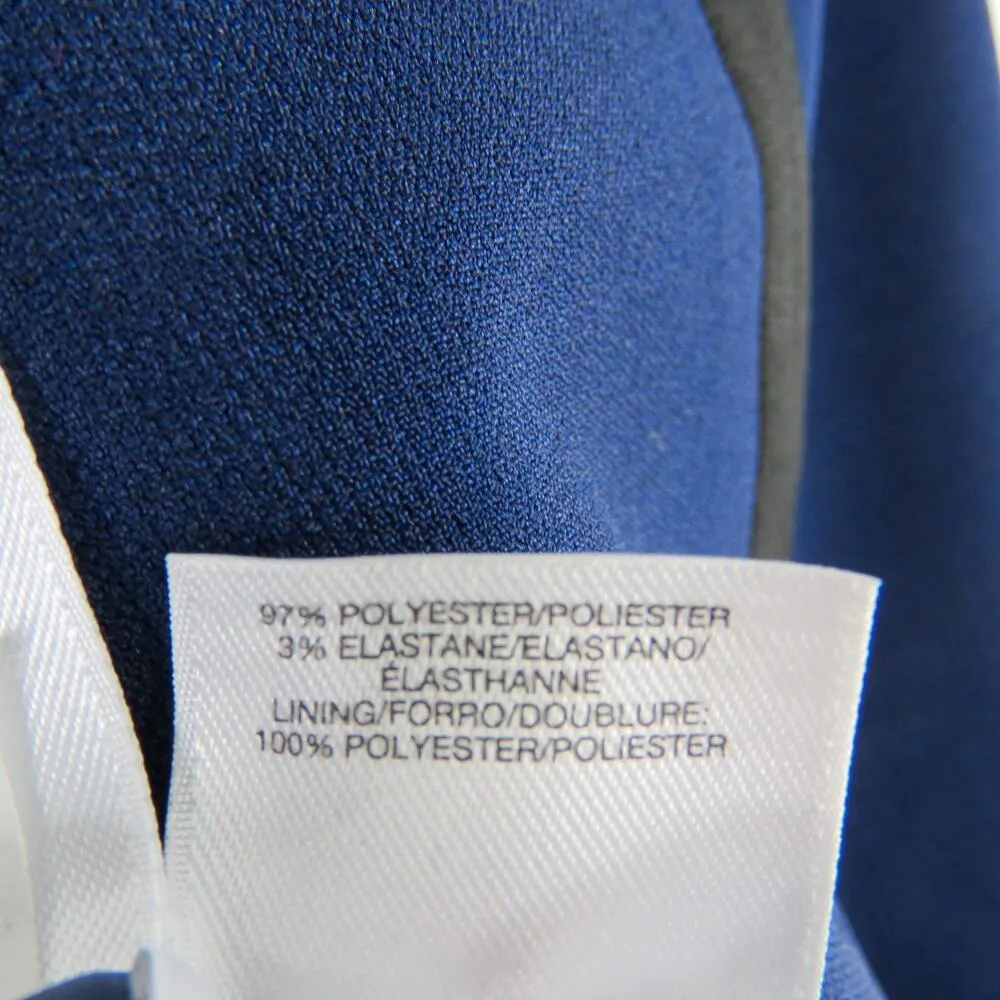 97% POLYESTER/POLIESTER
3% ELASTANE/ELASTANO/
ÉLASTHANNE
LINING/FORRO/DOUBLURE:
100% POLYESTER/POLIESTER